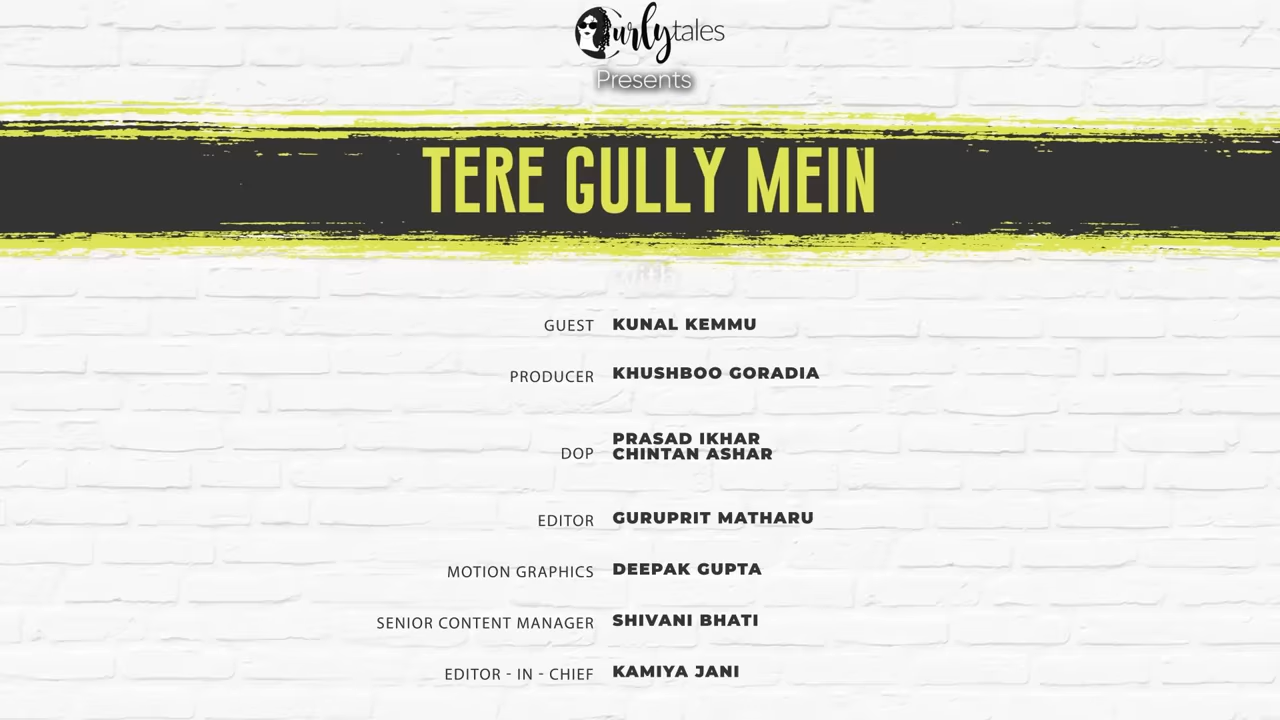 Curlytales
Presents
TERE GULLY MEIN
with
GUEST KUNAL KEMMU
PRODUCER KHUSHBOO GORADIA
DOP PRASAD IKHAR
CHINTAN ASHAR
EDITOR GURUPRIT MATHARU
MOTION GRAPHICS DEEPAK GUPTA
SENIOR CONTENT MANAGER SHIVANI BHATI
EDITOR - IN - CHIEF KAMIYA JANI